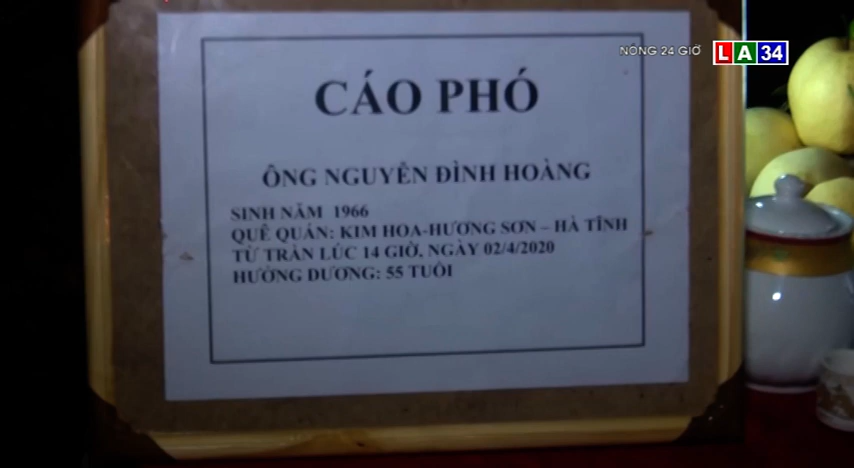 NÓNG 24 GIỜ LA34
CÁO PHÓ
ÔNG NGUYỄN ĐÌNH HOÀNG
SINH NĂM 1966
QUÊ QUÁN: KIM HOA-HƯƠNG SƠN – HÀ TĨNH
TỪ TRẦN LÚC 14 GIỜ, NGÀY 02/4/2020
HƯỞNG DƯƠNG: 55 TUỔI